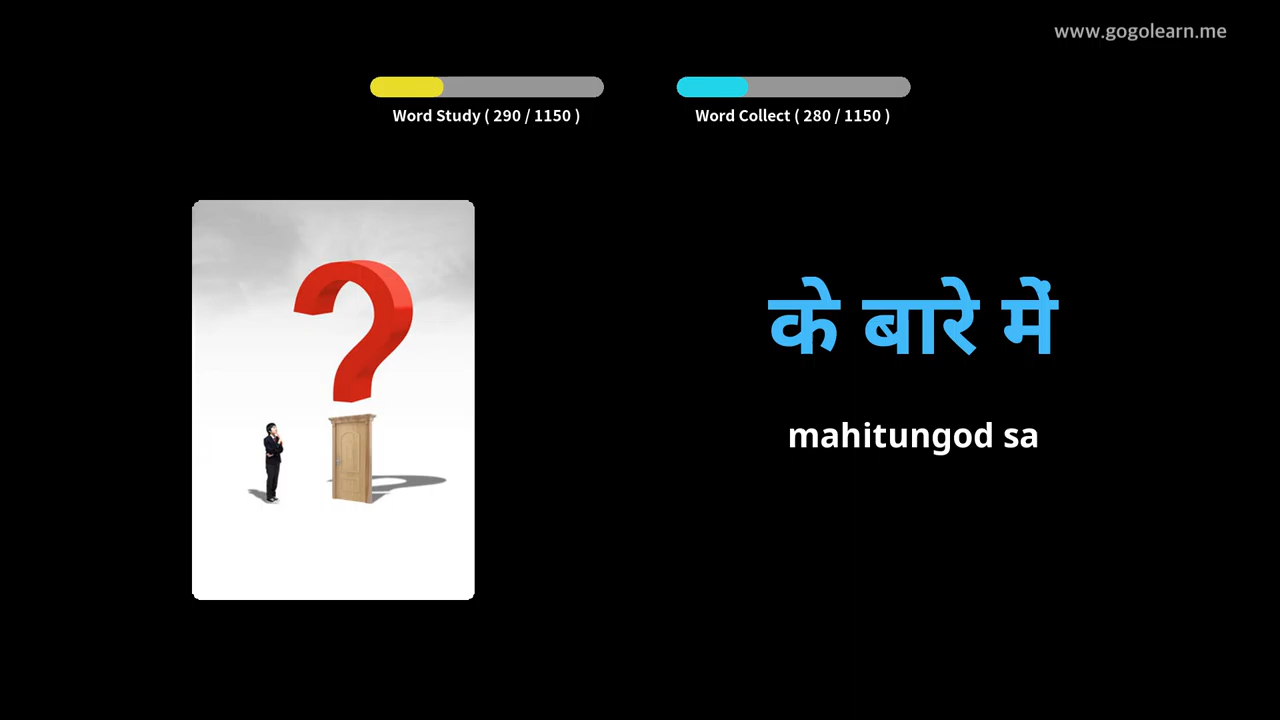 www.gogolearn.me
Word Study ( 290 / 1150 )
Word Collect ( 280 / 1150 )
के बारे में
mahitungod sa